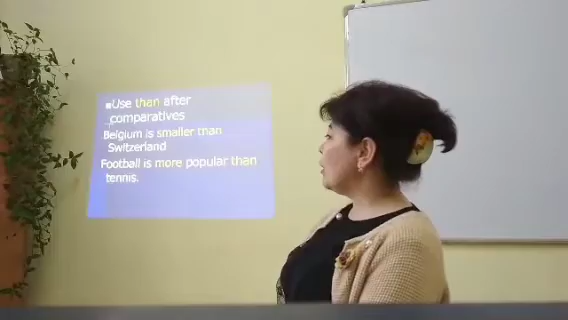 ■Use than after
comparatives
Belgium is smaller than
Switzerland
Football is more popular than
tennis.